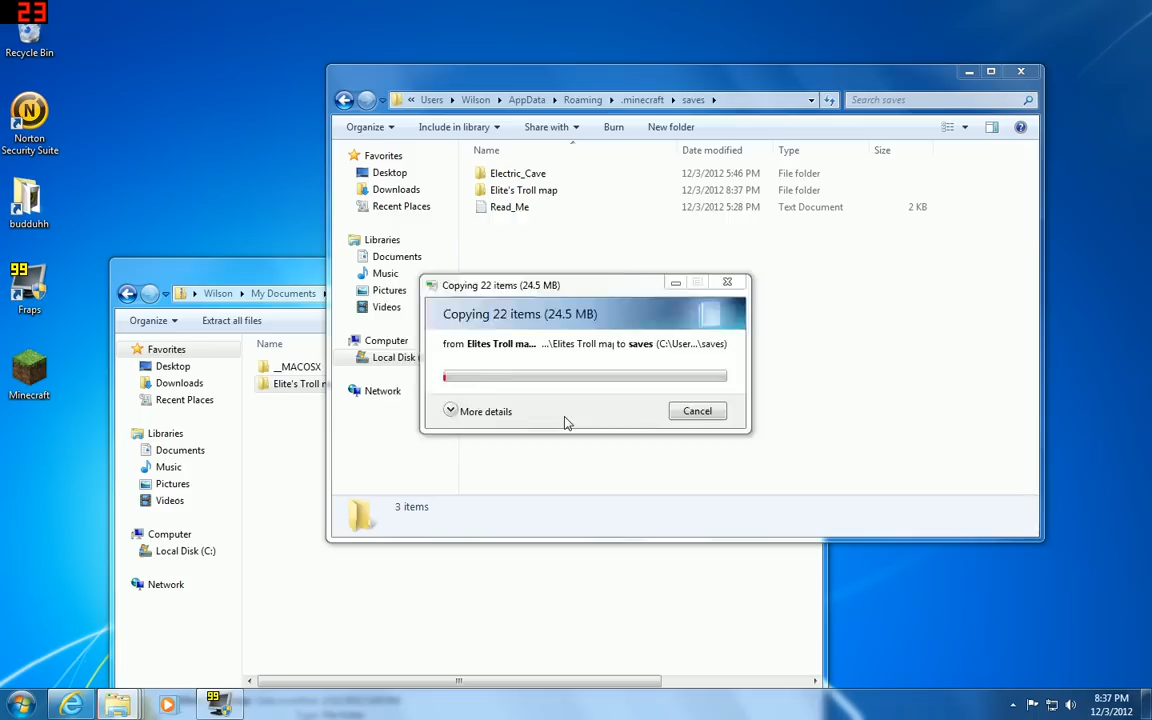 23
Recycle Bin
N
Norton
Security Suite
budduhh
99
Fraps
Minecraft
« Users Wilson AppData Roaming .minecraft saves
Search saves
Organize Include in library Share with Burn New folder
Name Date modified Type Size
Favorites
Desktop
Downloads
Recent Places
Libraries
Documents
Music
Pictures
Videos
Computer
Local Disk (
Network
Electric_Cave 12/3/2012 5:46 PM File folder
Elite's Troll map 12/3/2012 8:37 PM File folder
Read_Me 12/3/2012 5:28 PM Text Document 2 KB
3 items
Copying 22 items (24.5 MB)
Copying 22 items (24.5 MB)
from Elites Troll ma... ...\Elites Troll ma to saves (C:\User...\saves)
More details
Cancel
Wilson My Documents
Organize Extract all files
Name
Favorites
Desktop
Downloads
Recent Places
Libraries
Documents
Music
Pictures
Videos
Computer
Local Disk (C:)
Network
__MACOSX
Elite's Troll m
99
8:37 PM
12/3/2012